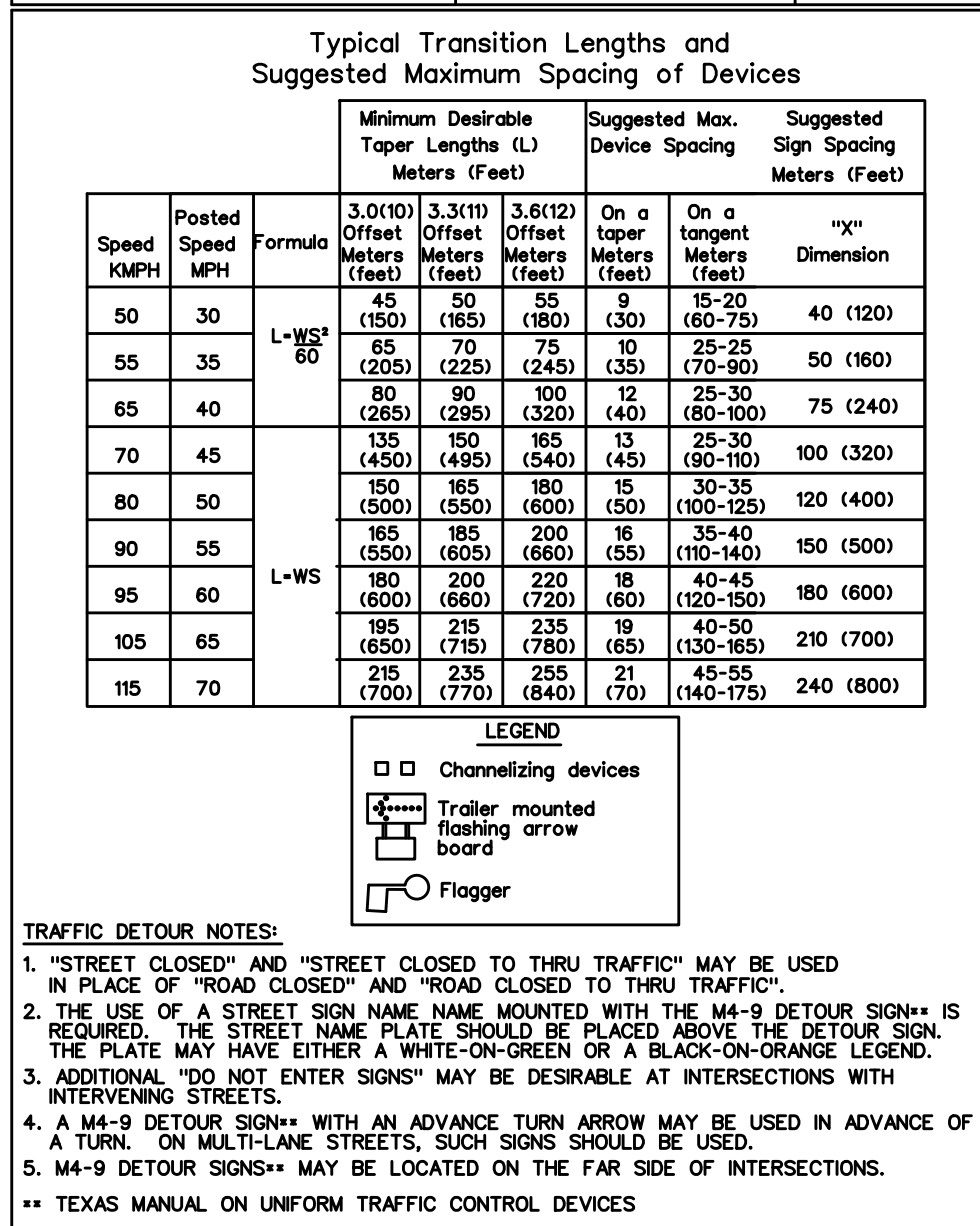 Typical Transition Lengths and
Suggested Maximum Spacing of Devices
Minimum Desirable Taper Lengths (L) Meters (Feet)
Suggested Max. Device Spacing
Suggested Sign Spacing Meters (Feet)
Speed KMPH
Posted Speed MPH
Formula
3.0(10) Offset Meters (feet)
3.3(11) Offset Meters (feet)
3.6(12) Offset Meters (feet)
On a taper Meters (feet)
On a tangent Meters (feet)
"X" Dimension
L=WS²
60
50 30 45 (150) 50 (165) 55 (180) 9 (30) 15-20 (60-75) 40 (120)
55 35 65 (205) 70 (225) 75 (245) 10 (35) 25-25 (70-90) 50 (160)
65 40 80 (265) 90 (295) 100 (320) 12 (40) 25-30 (80-100) 75 (240)
L=WS
70 45 135 (450) 150 (495) 165 (540) 13 (45) 25-30 (90-110) 100 (320)
80 50 150 (500) 165 (550) 180 (600) 15 (50) 30-35 (100-125) 120 (400)
90 55 165 (550) 185 (605) 200 (660) 16 (55) 35-40 (110-140) 150 (500)
95 60 180 (600) 200 (660) 220 (720) 18 (60) 40-45 (120-150) 180 (600)
105 65 195 (650) 215 (715) 235 (780) 19 (65) 40-50 (130-165) 210 (700)
115 70 215 (700) 235 (770) 255 (840) 21 (70) 45-55 (140-175) 240 (800)
LEGEND
Channelizing devices
Trailer mounted
flashing arrow
board
Flagger
TRAFFIC DETOUR NOTES:
1. "STREET CLOSED" AND "STREET CLOSED TO THRU TRAFFIC" MAY BE USED
IN PLACE OF "ROAD CLOSED" AND "ROAD CLOSED TO THRU TRAFFIC".
2. THE USE OF A STREET SIGN NAME NAME MOUNTED WITH THE M4-9 DETOUR SIGN** IS
REQUIRED. THE STREET NAME PLATE SHOULD BE PLACED ABOVE THE DETOUR SIGN.
THE PLATE MAY HAVE EITHER A WHITE-ON-GREEN OR A BLACK-ON-ORANGE LEGEND.
3. ADDITIONAL "DO NOT ENTER SIGNS" MAY BE DESIRABLE AT INTERSECTIONS WITH
INTERVENING STREETS.
4. A M4-9 DETOUR SIGN** WITH AN ADVANCE TURN ARROW MAY BE USED IN ADVANCE OF
A TURN. ON MULTI-LANE STREETS, SUCH SIGNS SHOULD BE USED.
5. M4-9 DETOUR SIGNS** MAY BE LOCATED ON THE FAR SIDE OF INTERSECTIONS.
** TEXAS MANUAL ON UNIFORM TRAFFIC CONTROL DEVICES